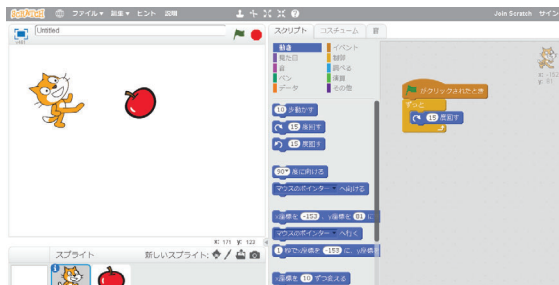 SCRATCH ファイル▼ 編集▼ ヒント 説明 Join Scratch サイン
Untitled
スクリプト コスチューム 音
動き イベント
見た目 制御
音 調べる
ペン 演算
データ その他
x: -153
y: 81
がクリックされたとき
ずっと
15 度回す
10 歩動かす
15 度回す
15 度回す
90▼ 度に向ける
マウスのポインター へ向ける
x座標を -153 、y座標を 81 に
マウスのポインター へ行く
1 秒でx座標を -153 に、y座標
x座標を 10 ずつ変える
X: 171 Y: 122
スプライト 新しいスプライト: